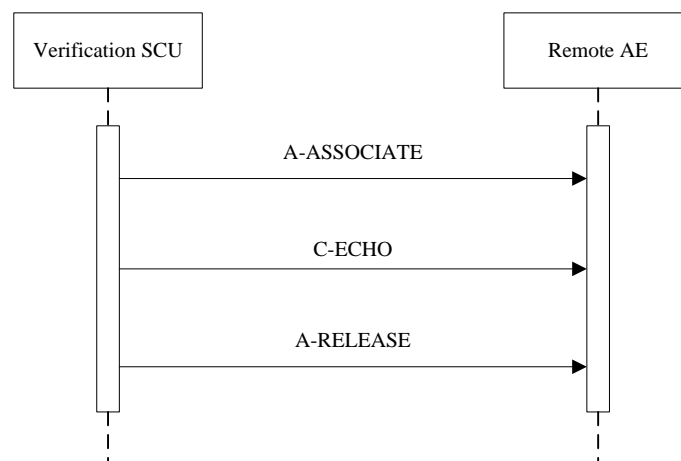 Verification SCU
Remote AE
A-ASSOCIATE
C-ECHO
A-RELEASE